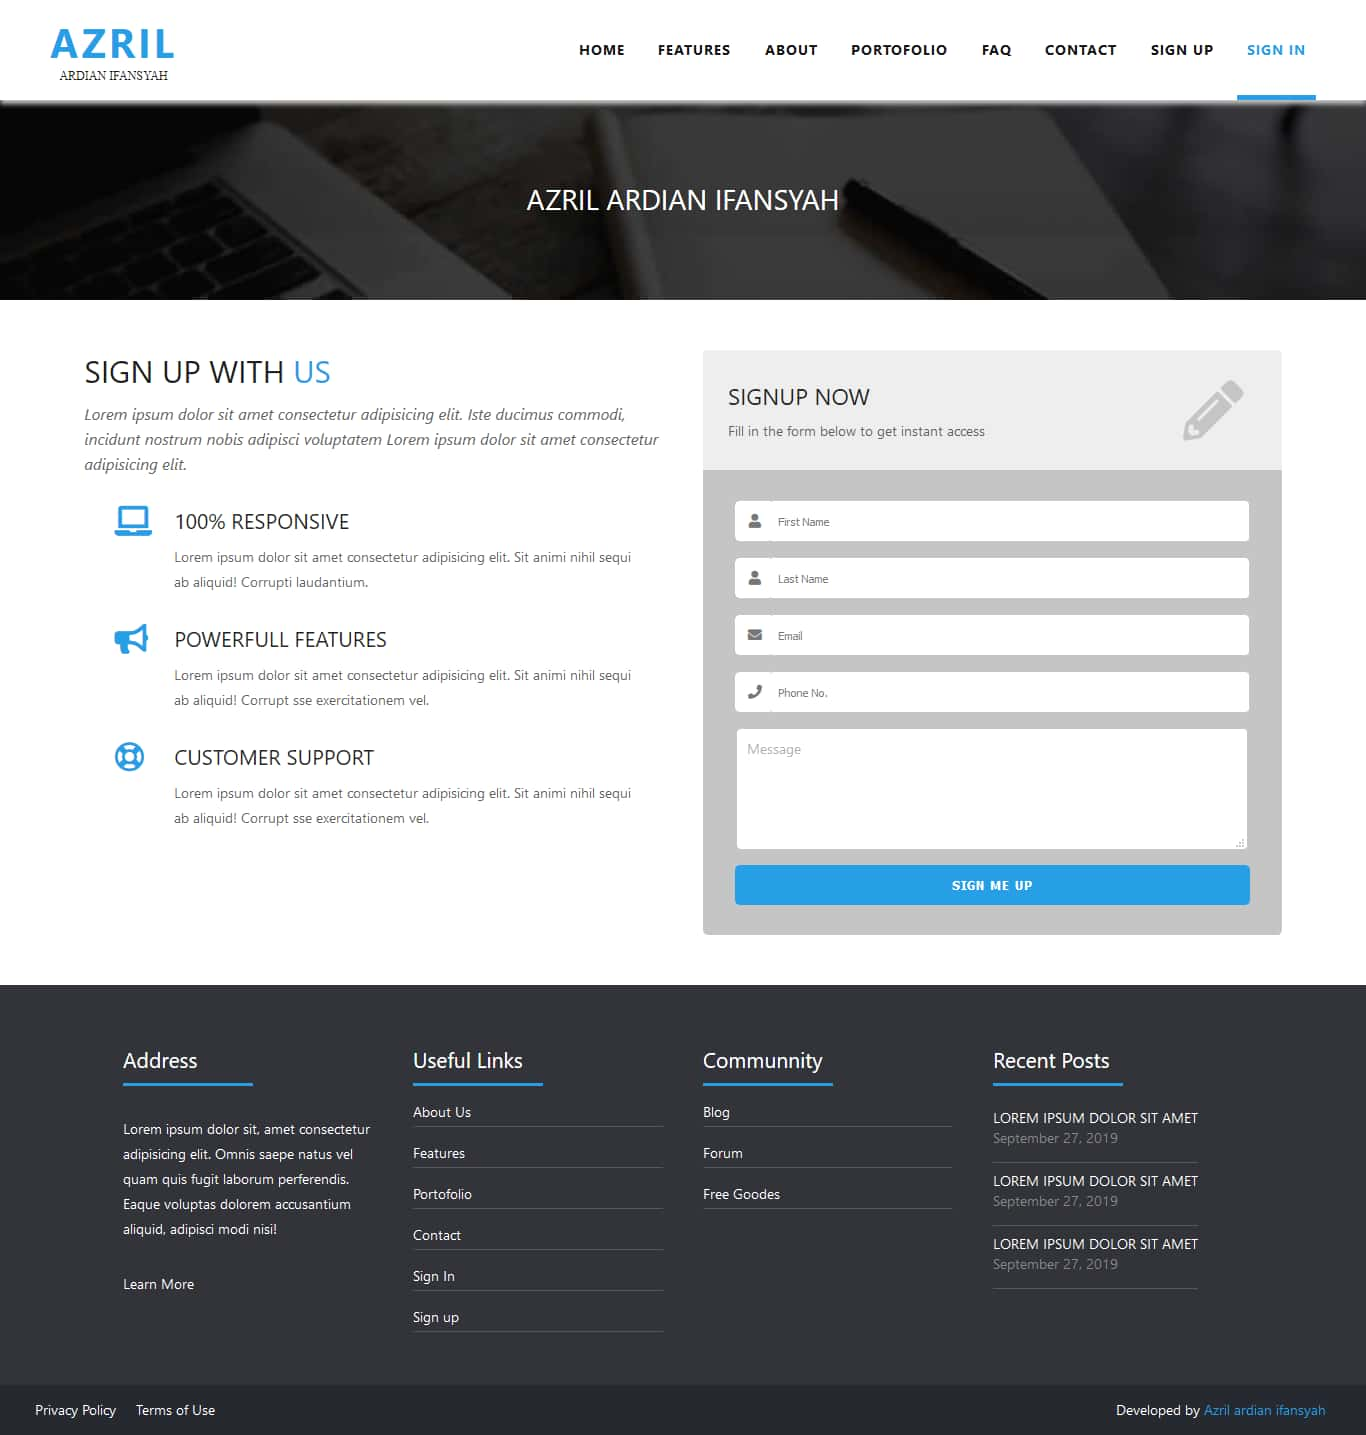 AZRIL
ARDIAN IFANSYAH
HOME FEATURES ABOUT PORTOFOLIO FAQ CONTACT SIGN UP SIGN IN
AZRIL ARDIAN IFANSYAH
SIGN UP WITH US
Lorem ipsum dolor sit amet consectetur adipisicing elit. Iste ducimus commodi,
incidunt nostrum nobis adipisci voluptatem Lorem ipsum dolor sit amet consectetur
adipisicing elit.
100% RESPONSIVE
Lorem ipsum dolor sit amet consectetur adipisicing elit. Sit animi nihil sequi
ab aliquid! Corrupti laudantium.
POWERFULL FEATURES
Lorem ipsum dolor sit amet consectetur adipisicing elit. Sit animi nihil sequi
ab aliquid! Corrupt sse exercitationem vel.
CUSTOMER SUPPORT
Lorem ipsum dolor sit amet consectetur adipisicing elit. Sit animi nihil sequi
ab aliquid! Corrupt sse exercitationem vel.
SIGNUP NOW
Fill in the form below to get instant access
First Name
Last Name
Email
Phone No.
Message
SIGN ME UP
Address
Lorem ipsum dolor sit, amet consectetur
adipisicing elit. Omnis saepe natus vel
quam quis fugit laborum perferendis.
Eaque voluptas dolorem accusantium
aliquid, adipisci modi nisi!
Learn More
Useful Links
About Us
Features
Portofolio
Contact
Sign In
Sign up
Communnity
Blog
Forum
Free Goodes
Recent Posts
LOREM IPSUM DOLOR SIT AMET
September 27, 2019
LOREM IPSUM DOLOR SIT AMET
September 27, 2019
LOREM IPSUM DOLOR SIT AMET
September 27, 2019
Privacy Policy Terms of Use
Developed by Azril ardian ifansyah